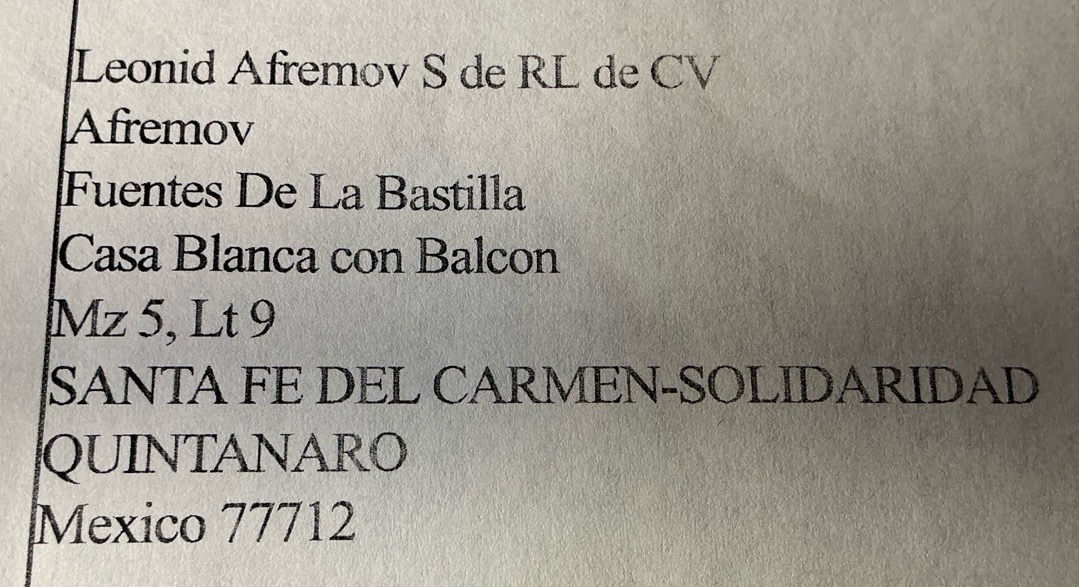 Leonid Afremov S de RL de CV
Afremov
Fuentes De La Bastilla
Casa Blanca con Balcon
Mz 5, Lt 9
SANTA FE DEL CARMEN-SOLIDARIDAD
QUINTANARO
Mexico 77712